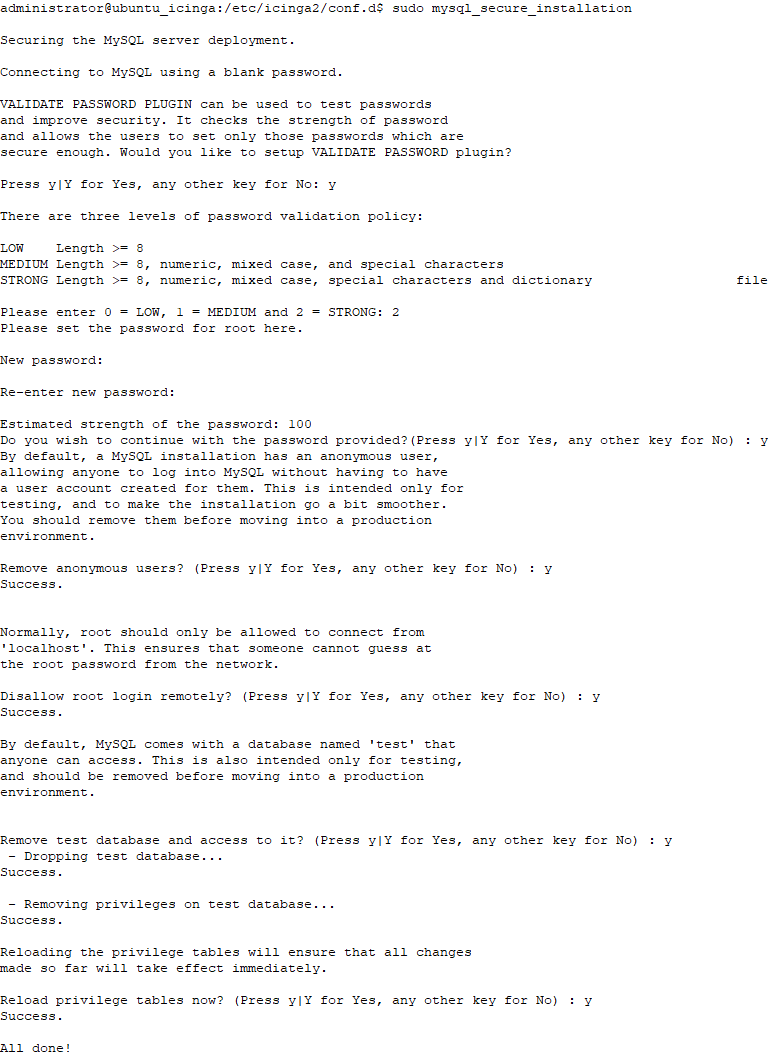 administrator@ubuntu_icinga:/etc/icinga2/conf.d$ sudo mysql_secure_installation
Securing the MySQL server deployment.
Connecting to MySQL using a blank password.
VALIDATE PASSWORD PLUGIN can be used to test passwords
and improve security. It checks the strength of password
and allows the users to set only those passwords which are
secure enough. Would you like to setup VALIDATE PASSWORD plugin?
Press y|Y for Yes, any other key for No: y
There are three levels of password validation policy:
LOW    Length >= 8
MEDIUM Length >= 8, numeric, mixed case, and special characters
STRONG Length >= 8, numeric, mixed case, special characters and dictionary                  file
Please enter 0 = LOW, 1 = MEDIUM and 2 = STRONG: 2
Please set the password for root here.
New password:
Re-enter new password:
Estimated strength of the password: 100
Do you wish to continue with the password provided?(Press y|Y for Yes, any other key for No) : y
By default, a MySQL installation has an anonymous user,
allowing anyone to log into MySQL without having to have
a user account created for them. This is intended only for
testing, and to make the installation go a bit smoother.
You should remove them before moving into a production
environment.
Remove anonymous users? (Press y|Y for Yes, any other key for No) : y
Success.
Normally, root should only be allowed to connect from
'localhost'. This ensures that someone cannot guess at
the root password from the network.
Disallow root login remotely? (Press y|Y for Yes, any other key for No) : y
Success.
By default, MySQL comes with a database named 'test' that
anyone can access. This is also intended only for testing,
and should be removed before moving into a production
environment.
Remove test database and access to it? (Press y|Y for Yes, any other key for No) : y
 - Dropping test database...
Success.
 - Removing privileges on test database...
Success.
Reloading the privilege tables will ensure that all changes
made so far will take effect immediately.
Reload privilege tables now? (Press y|Y for Yes, any other key for No) : y
Success.
All done!